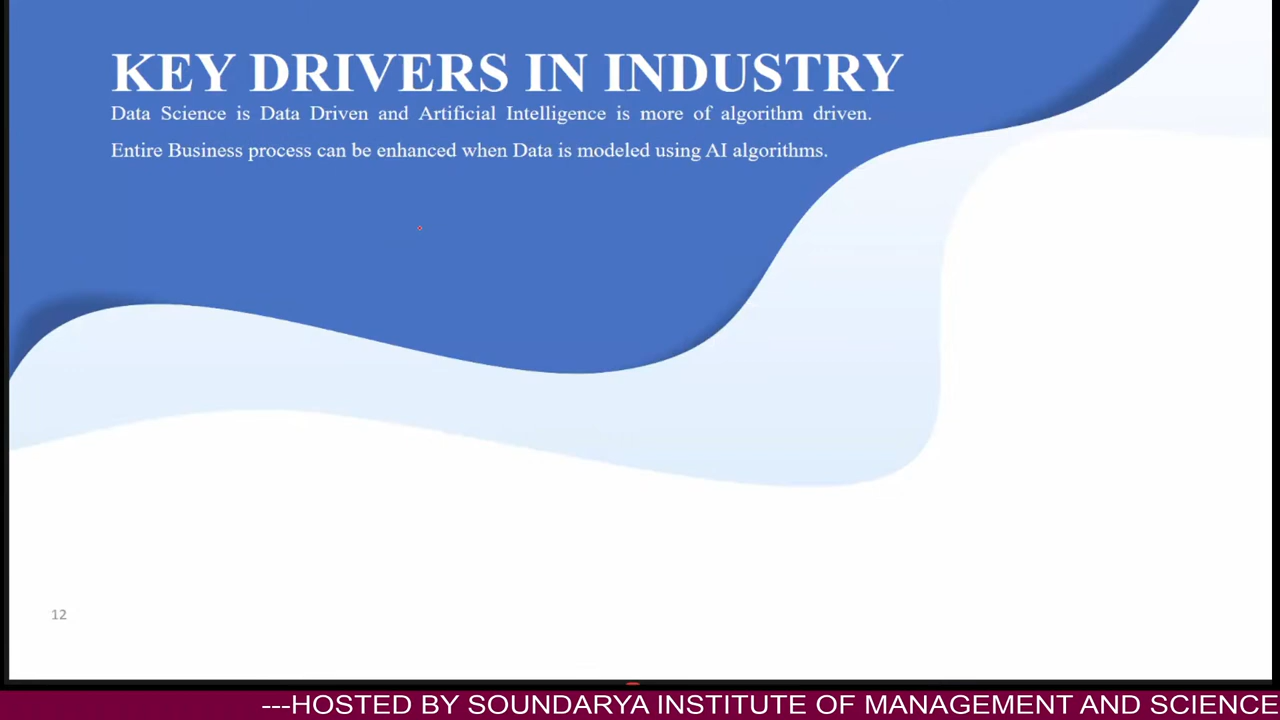 KEY DRIVERS IN INDUSTRY
Data Science is Data Driven and Artificial Intelligence is more of algorithm driven.
Entire Business process can be enhanced when Data is modeled using AI algorithms.
12
---HOSTED BY SOUNDARYA INSTITUTE OF MANAGEMENT AND SCIENCE